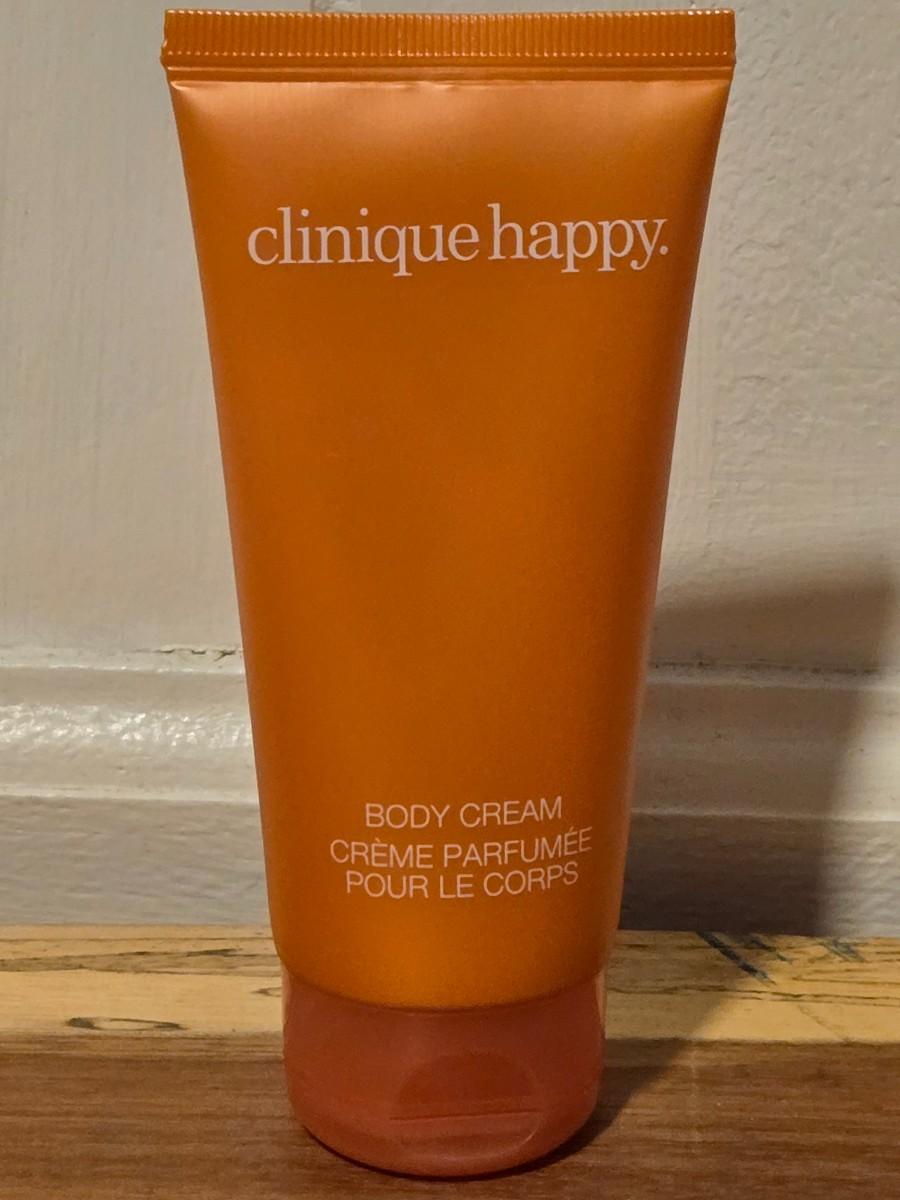 clinique happy.
BODY CREAM
CRÈME PARFUMÉE
POUR LE CORPS